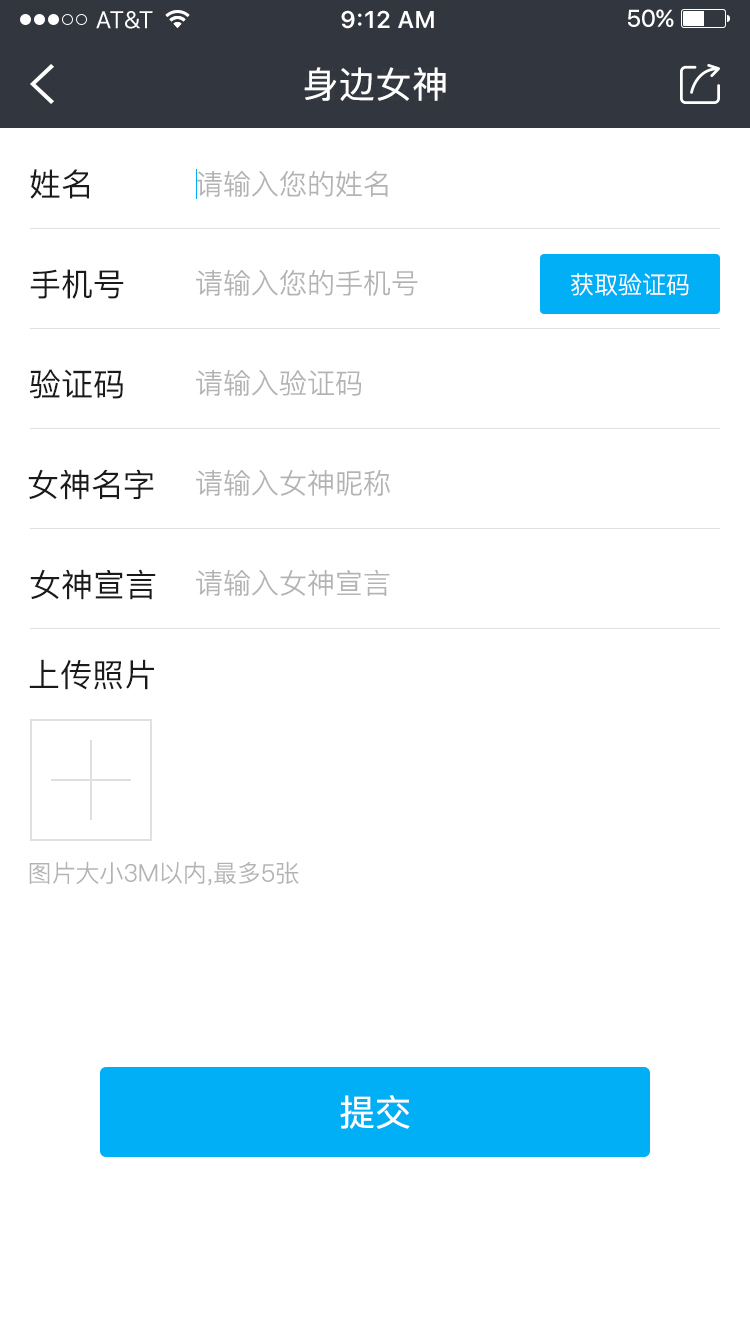 AT&T 9:12 AM 50%
身边女神
姓名 请输入您的姓名
手机号 请输入您的手机号 获取验证码
验证码 请输入验证码
女神名字 请输入女神昵称
女神宣言 请输入女神宣言
上传照片
图片大小3M以内,最多5张
提交